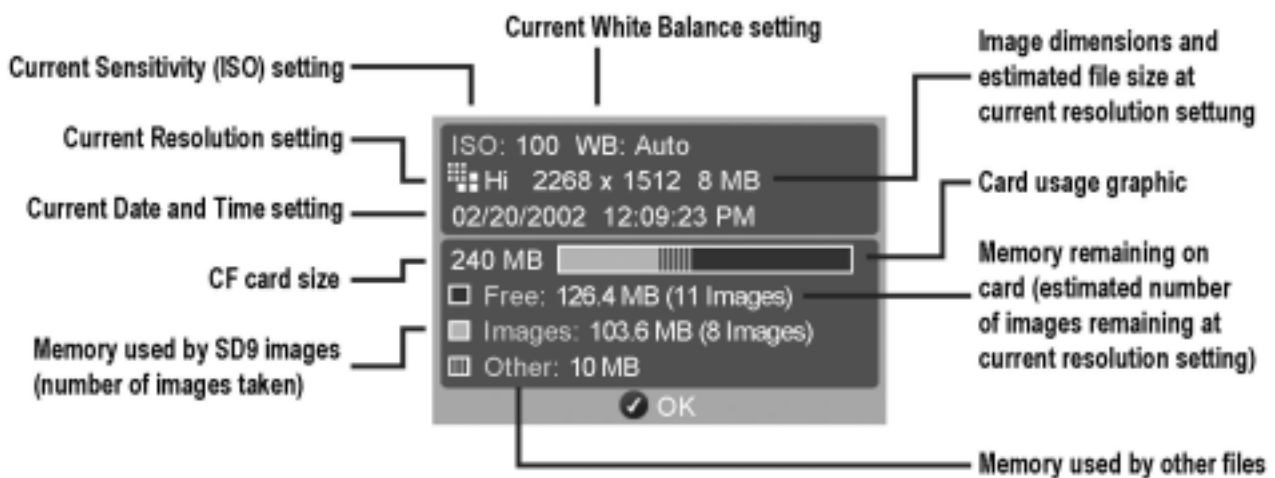 Current White Balance setting
Current Sensitivity (ISO) setting
Current Resolution setting
Current Date and Time setting
CF card size
Memory used by SD9 images
(number of images taken)
ISO: 100 WB: Auto
Hi 2268 x 1512 8 MB
02/20/2002 12:09:23 PM
240 MB
Free: 126.4 MB (11 Images)
Images: 103.6 MB (8 Images)
Other: 10 MB
OK
Image dimensions and
estimated file size at
current resolution settung
Card usage graphic
Memory remaining on
card (estimated number
of images remaining at
current resolution setting)
Memory used by other files